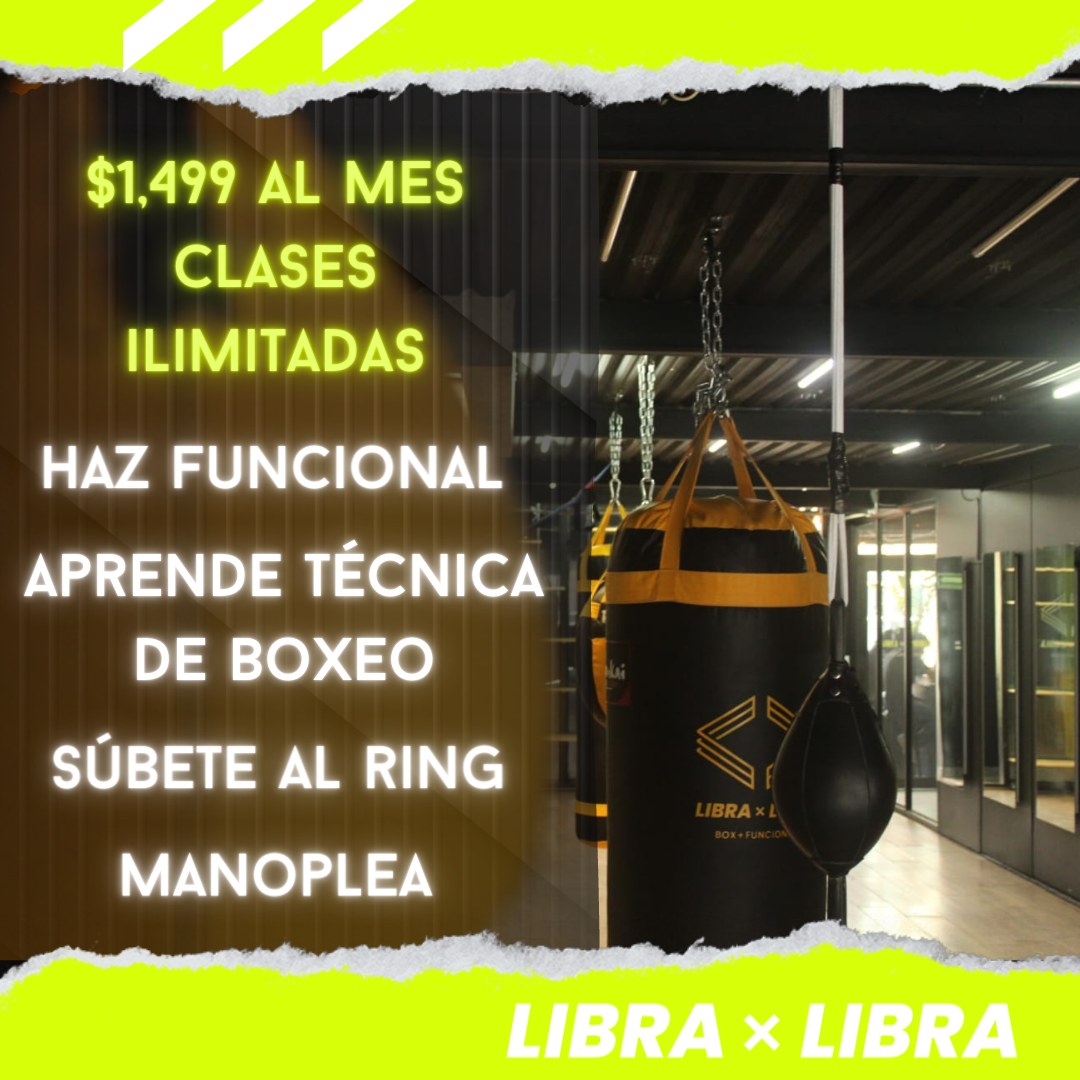 $1,499 AL MES
CLASES
ILIMITADAS
HAZ FUNCIONAL
APRENDE TÉCNICA
DE BOXEO
SÚBETE AL RING
MANOPLEA
LIBRA ×
BOX + FUNCION
LIBRA × LIBRA